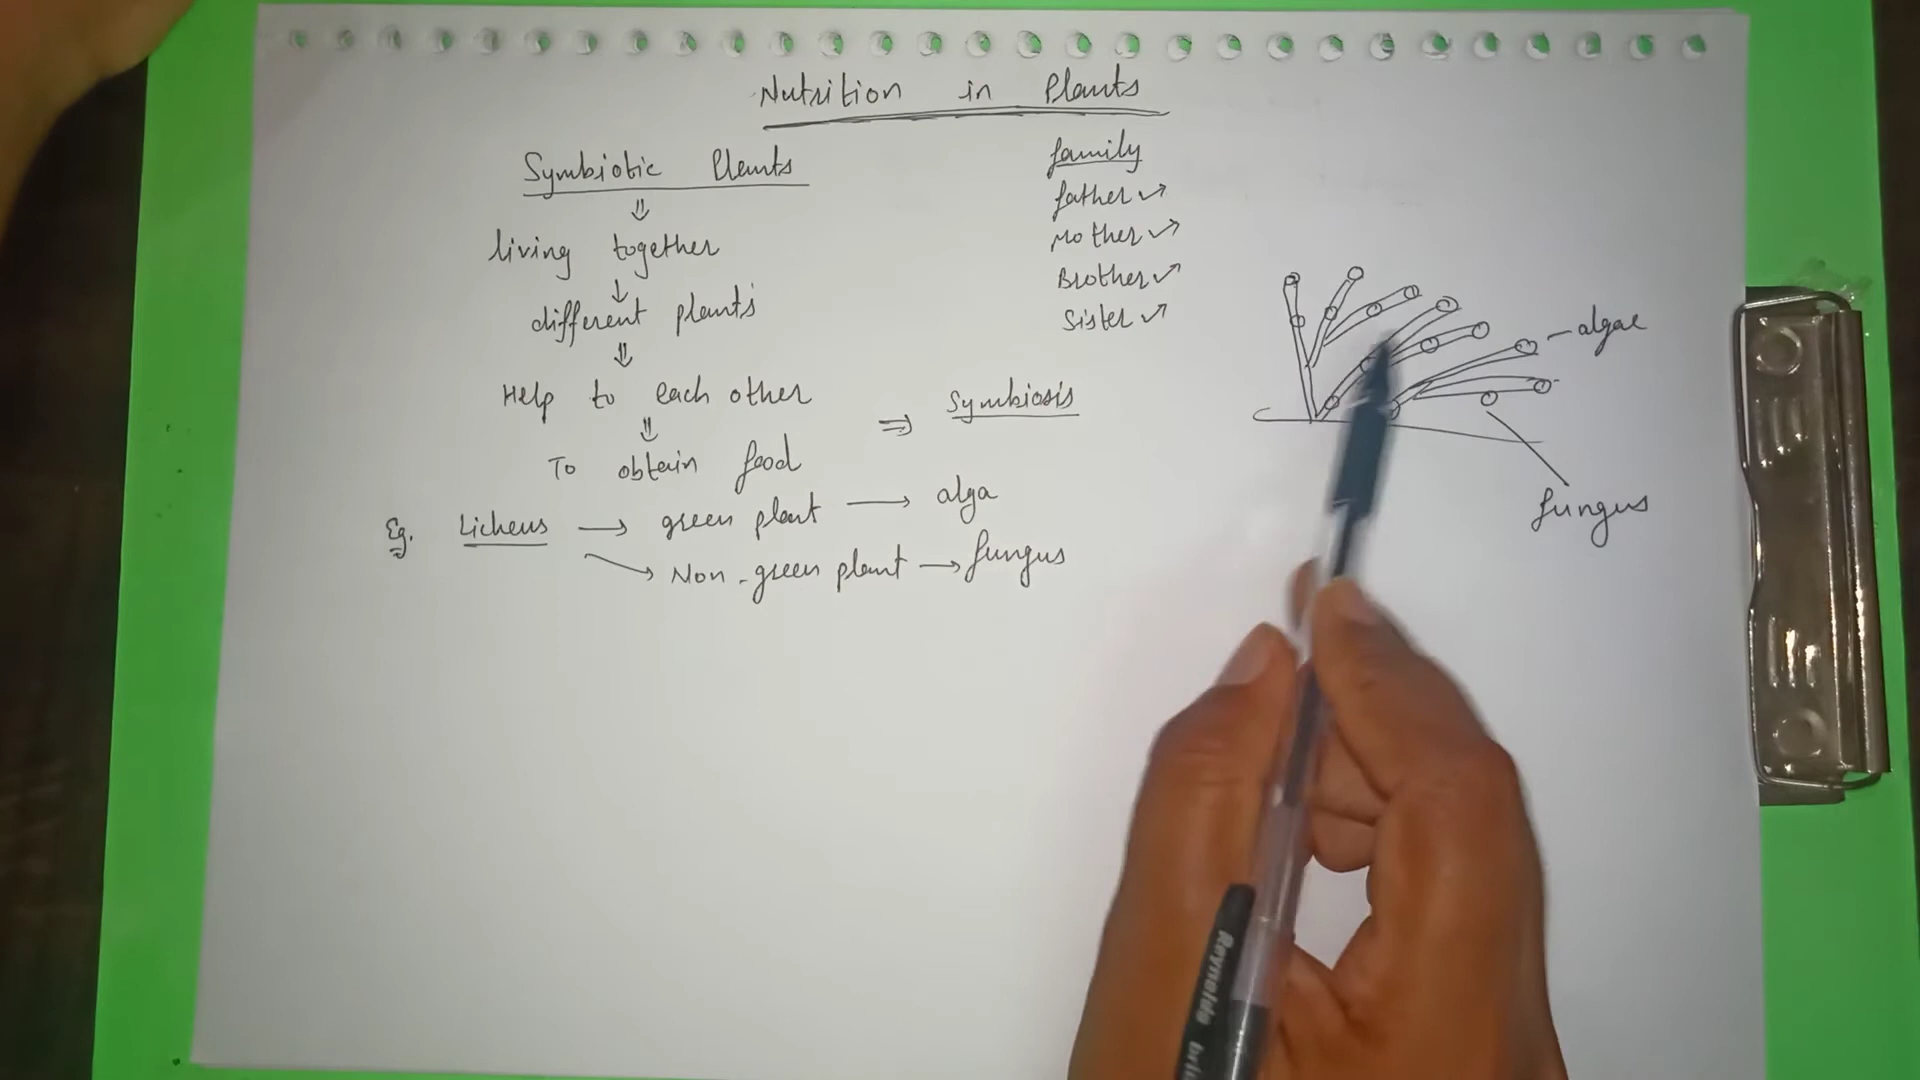 Nutrition in Plants
Symbiotic Plants
living together
different plants
Help to each other
To obtain food
⇒ Symbiosis
family
father
Mother
Brother
Sister
Eg. Lichens → green plant → alga
→ Non-green plant → fungus
algae
fungus
Reynolds